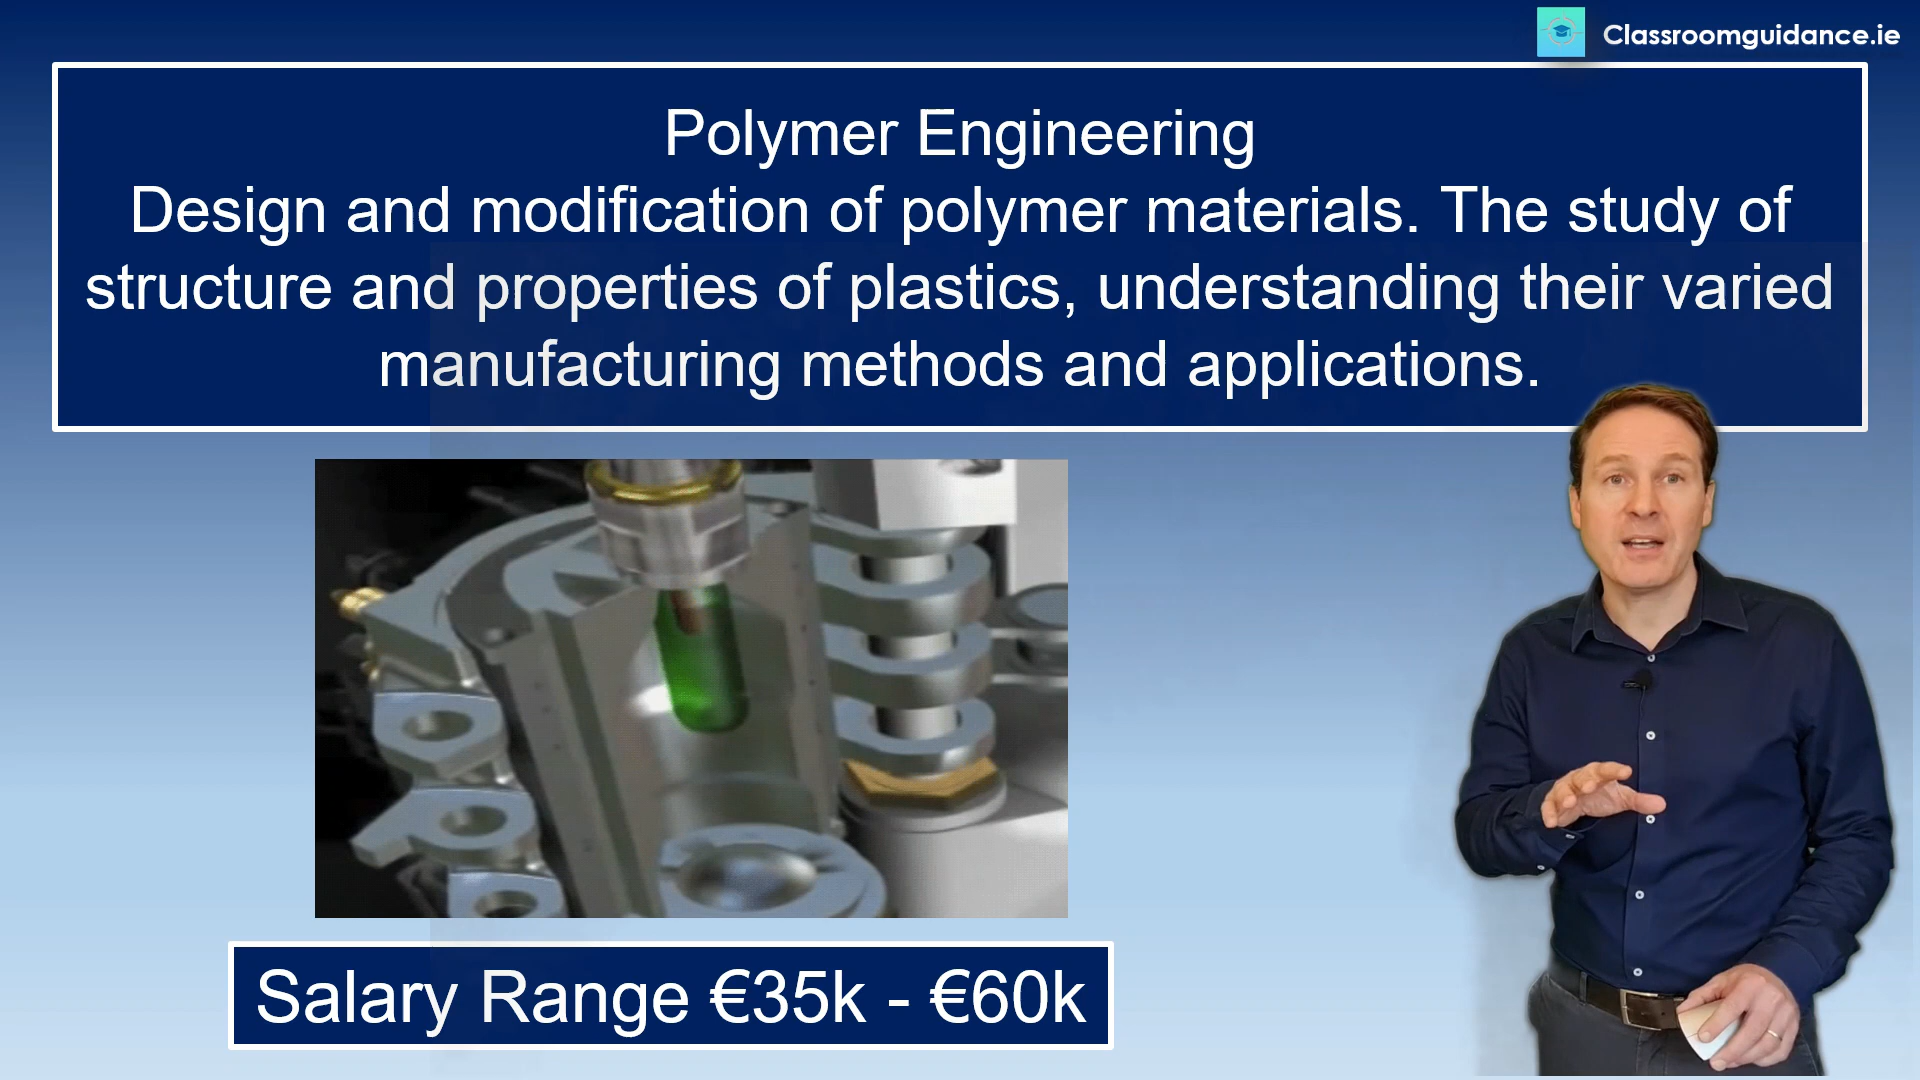 Classroomguidance.ie
Polymer Engineering
Design and modification of polymer materials. The study of
structure and properties of plastics, understanding their varied
manufacturing methods and applications.
Salary Range €35k - €60k